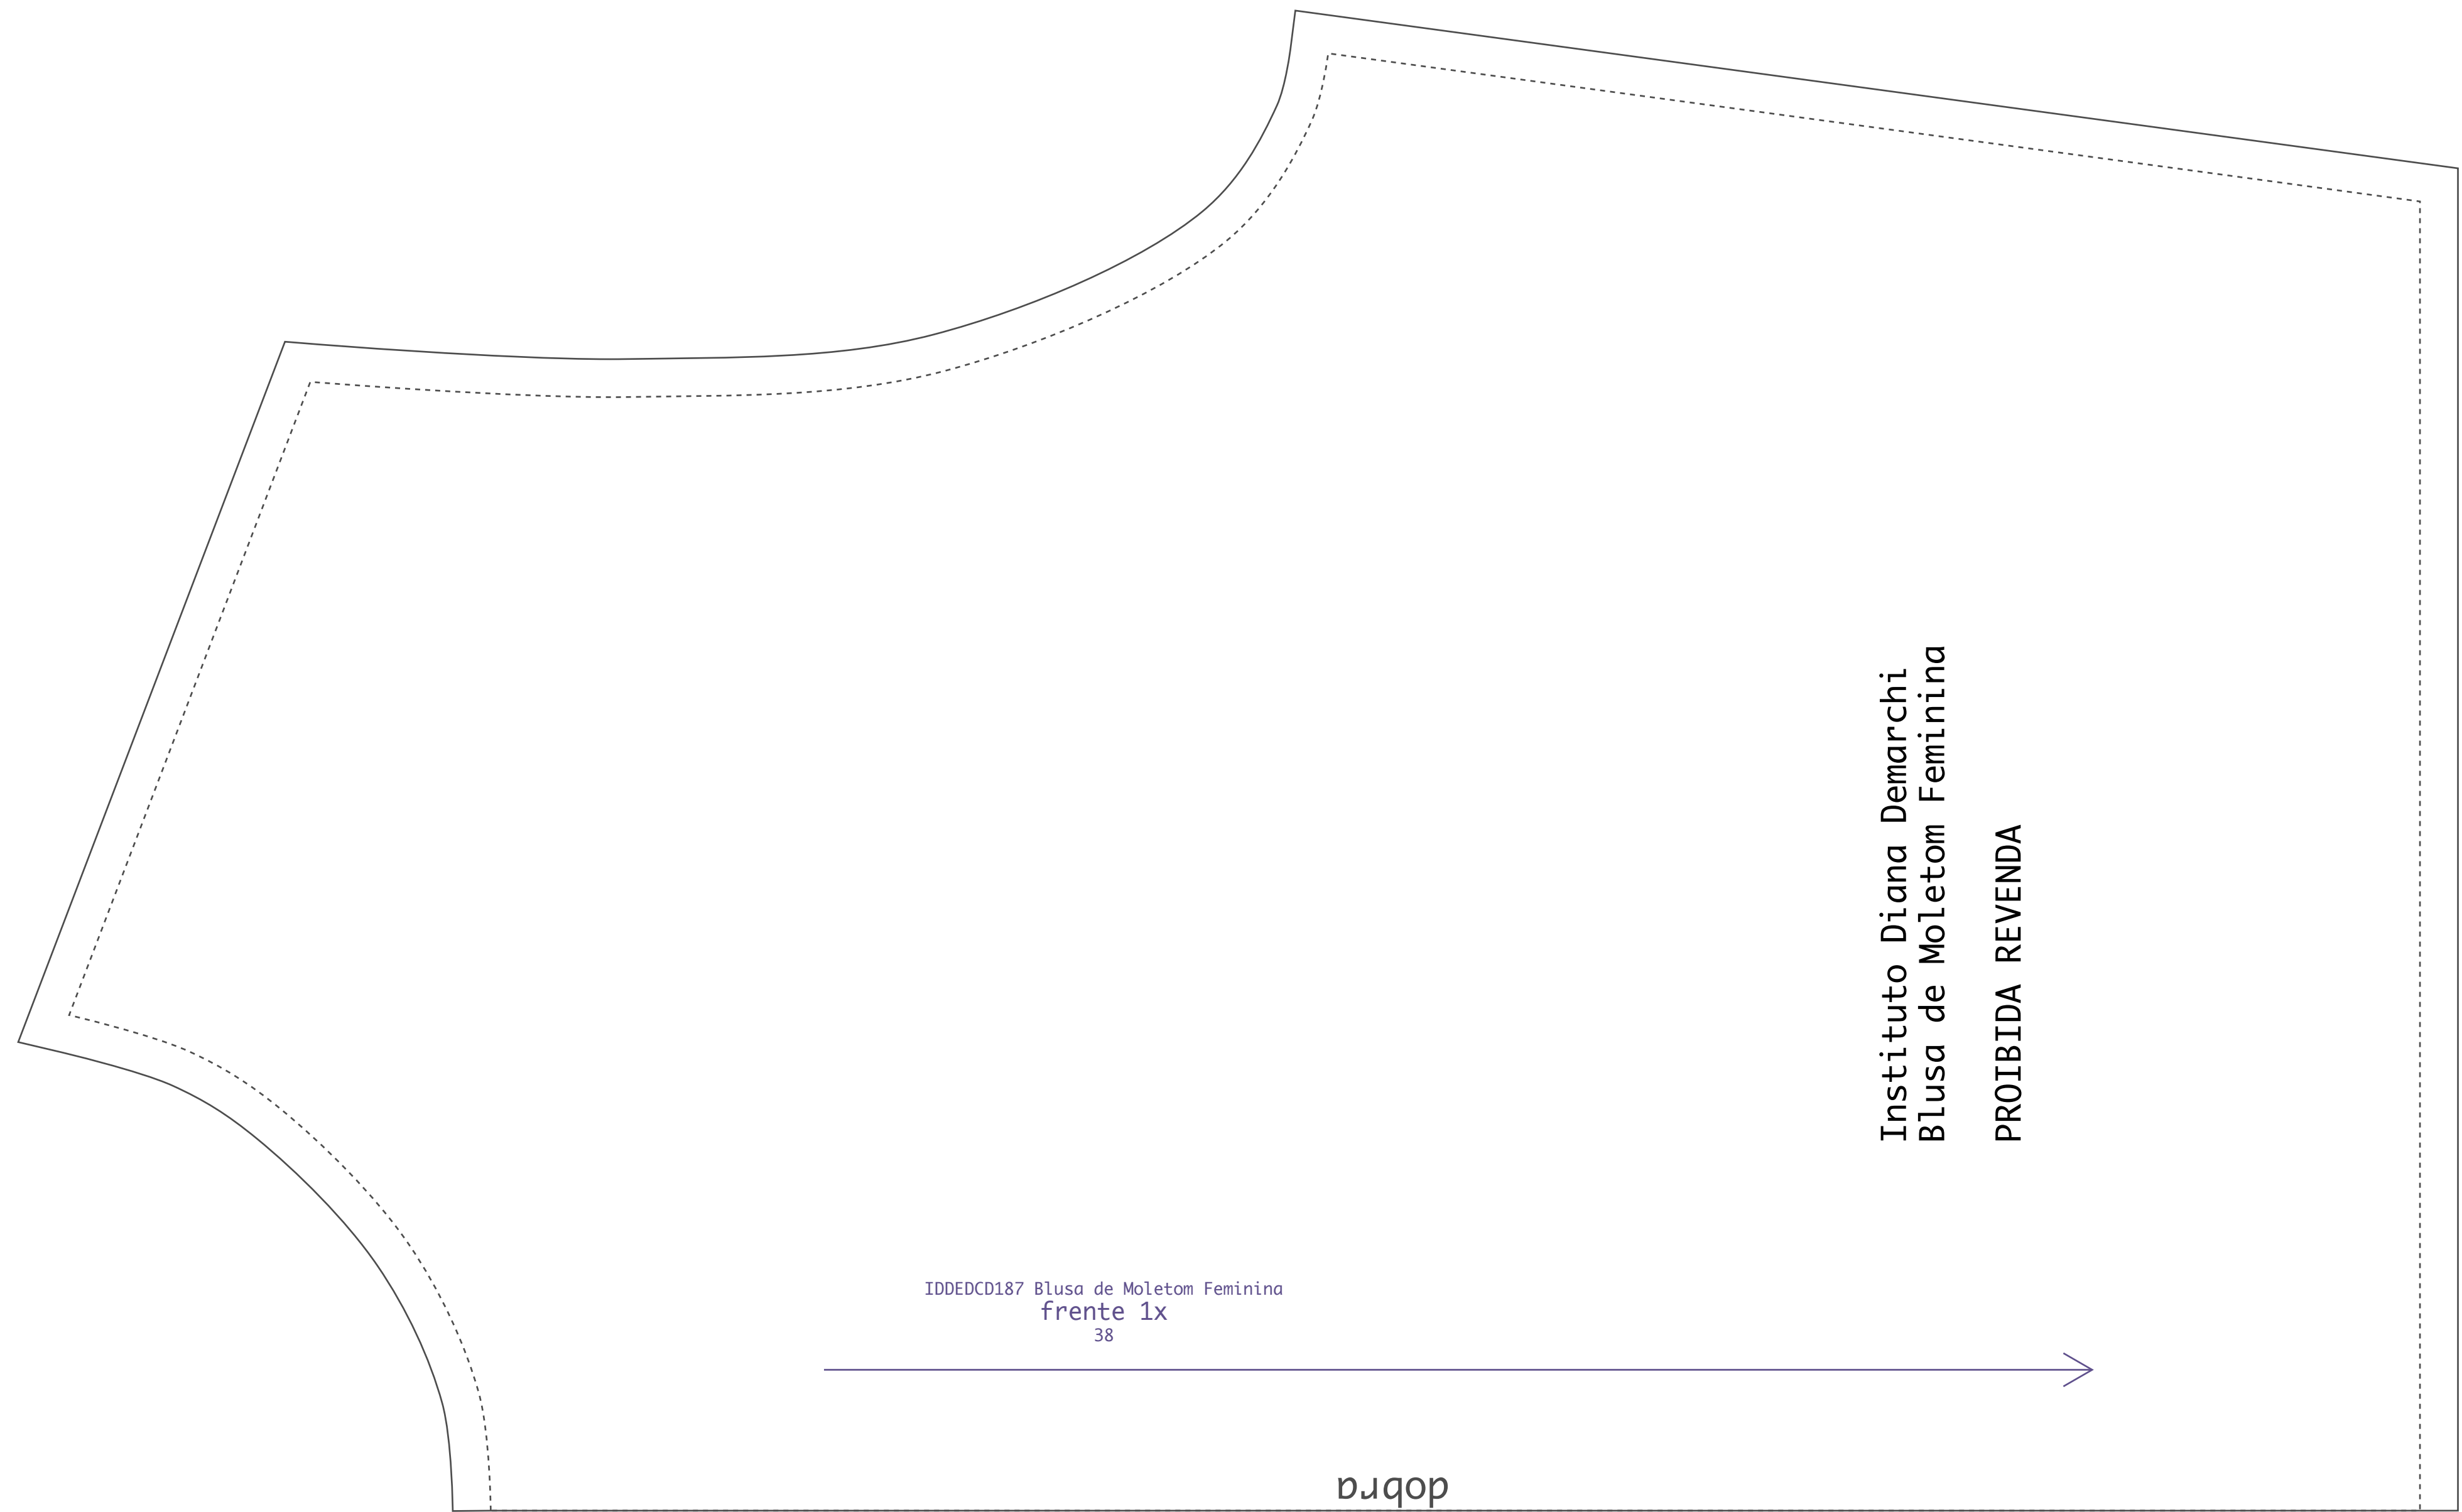 Instituto Diana Demarchi
Blusa de Moletom Feminina
PROIBIDA REVENDA
IDDEDCD187 Blusa de Moletom Feminina
frente 1x
38
dobra